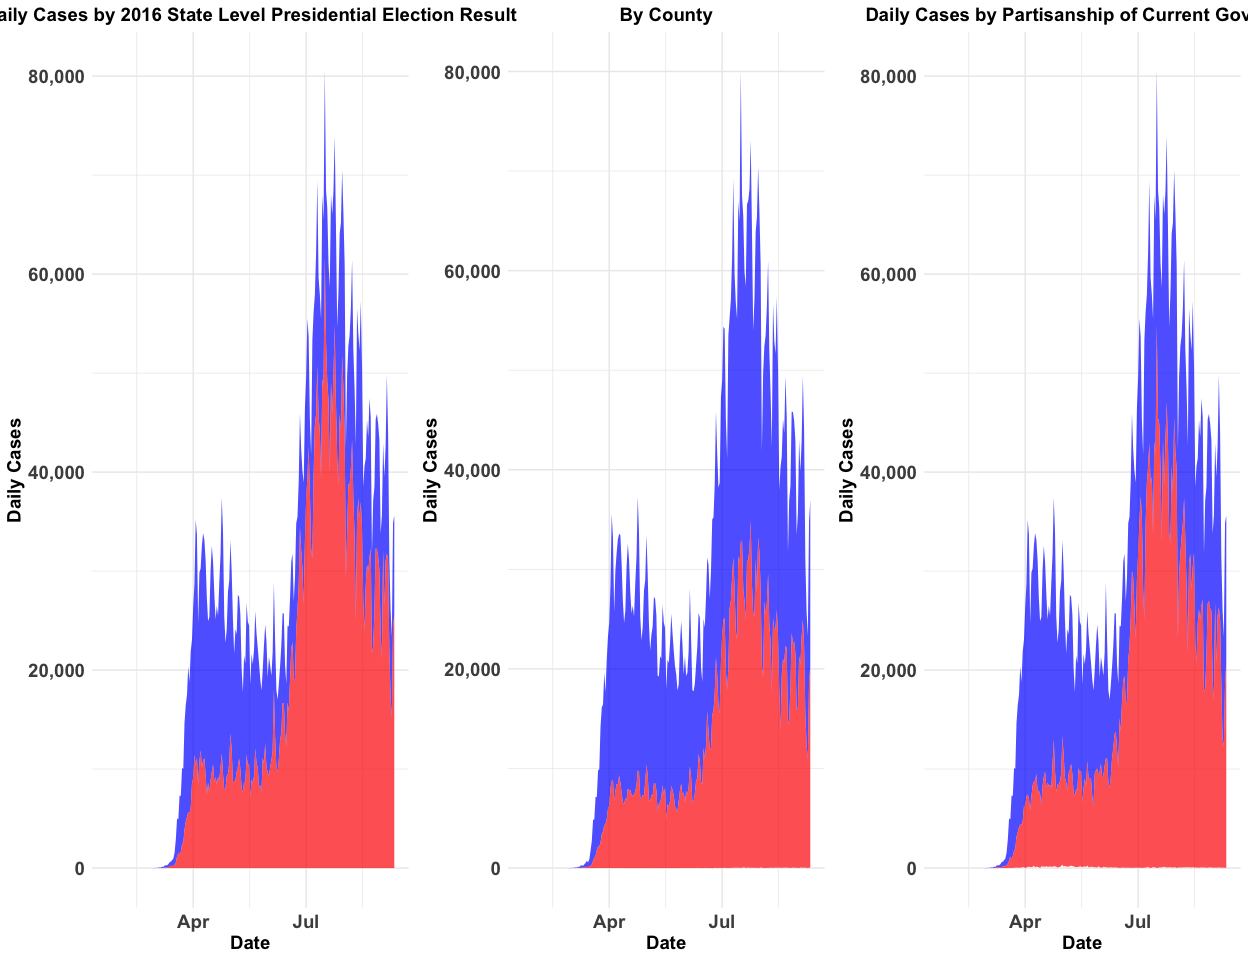 aily Cases by 2016 State Level Presidential Election Result
By County
Daily Cases by Partisanship of Current Gov
80,000
60,000
40,000
20,000
0
Daily Cases
Apr
Jul
Date
80,000
60,000
40,000
20,000
0
Daily Cases
Apr
Jul
Date
80,000
60,000
40,000
20,000
0
Daily Cases
Apr
Jul
Date